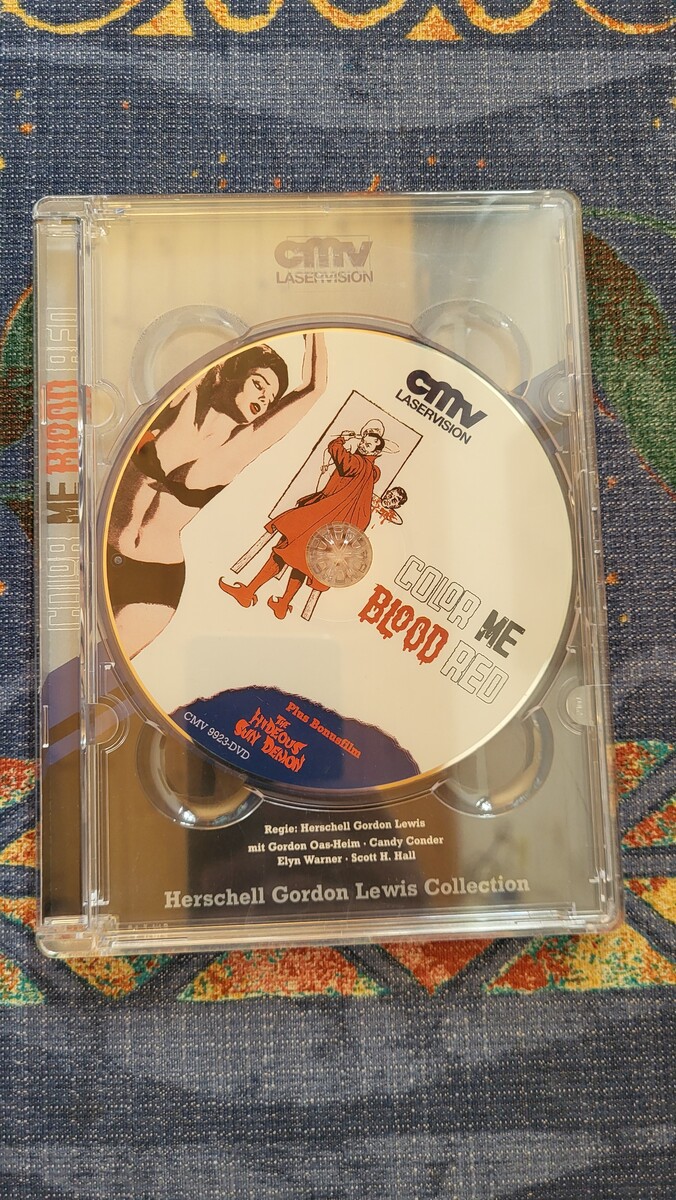 cmv
LASERVISION
COLOR ME BLOOD RED
cmv
LASERVISION
COLOR ME
BLOOD RED
Plus Bonusfilm
THE
HIDEOUS
SUN DEMON
CMV 9923-DVD
Regie: Herschell Gordon Lewis
mit Gordon Oas-Heim · Candy Conder
Elyn Warner · Scott H. Hall
Herschell Gordon Lewis Collection